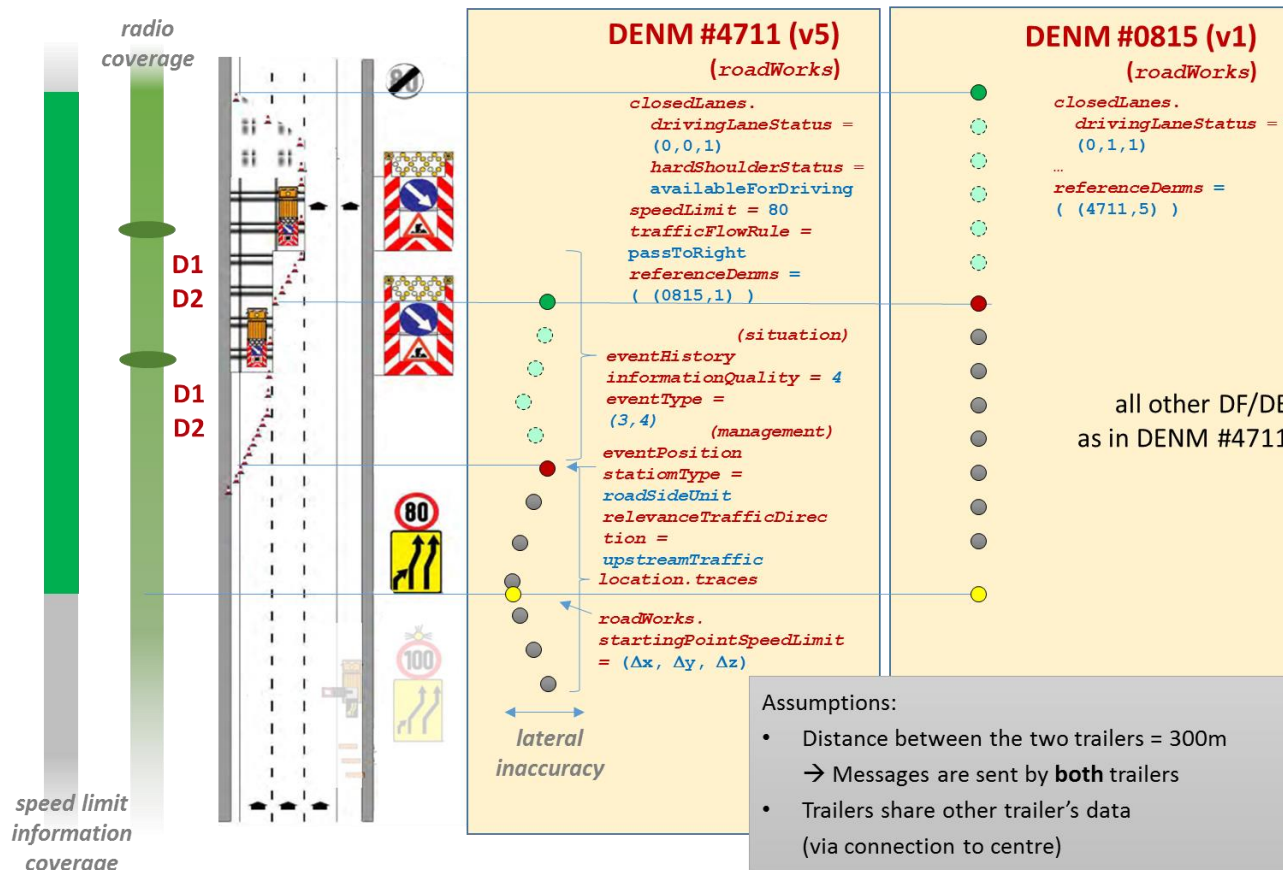 radio
coverage
80
D1
D2
D1
D2
80
100
speed limit
information
coverage
DENM #4711 (v5)
(roadWorks)
closedLanes.
drivingLaneStatus =
(0,0,1)
hardShoulderStatus =
availableForDriving
speedLimit = 80
trafficFlowRule =
passToRight
referenceDenms =
( (0815,1) )
(situation)
eventHistory
informationQuality = 4
eventType =
(3,4)
(management)
eventPosition
statiomType =
roadSideUnit
relevanceTrafficDirec
tion =
upstreamTraffic
location.traces
roadWorks.
startingPointSpeedLimit
= (Δx, Δy, Δz)
lateral
inaccuracy
DENM #0815 (v1)
(roadWorks)
closedLanes.
drivingLaneStatus =
(0,1,1)
…
referenceDenms =
( (4711,5) )
all other DF/DE
as in DENM #4711
Assumptions:
• Distance between the two trailers = 300m
→ Messages are sent by both trailers
• Trailers share other trailer's data
(via connection to centre)